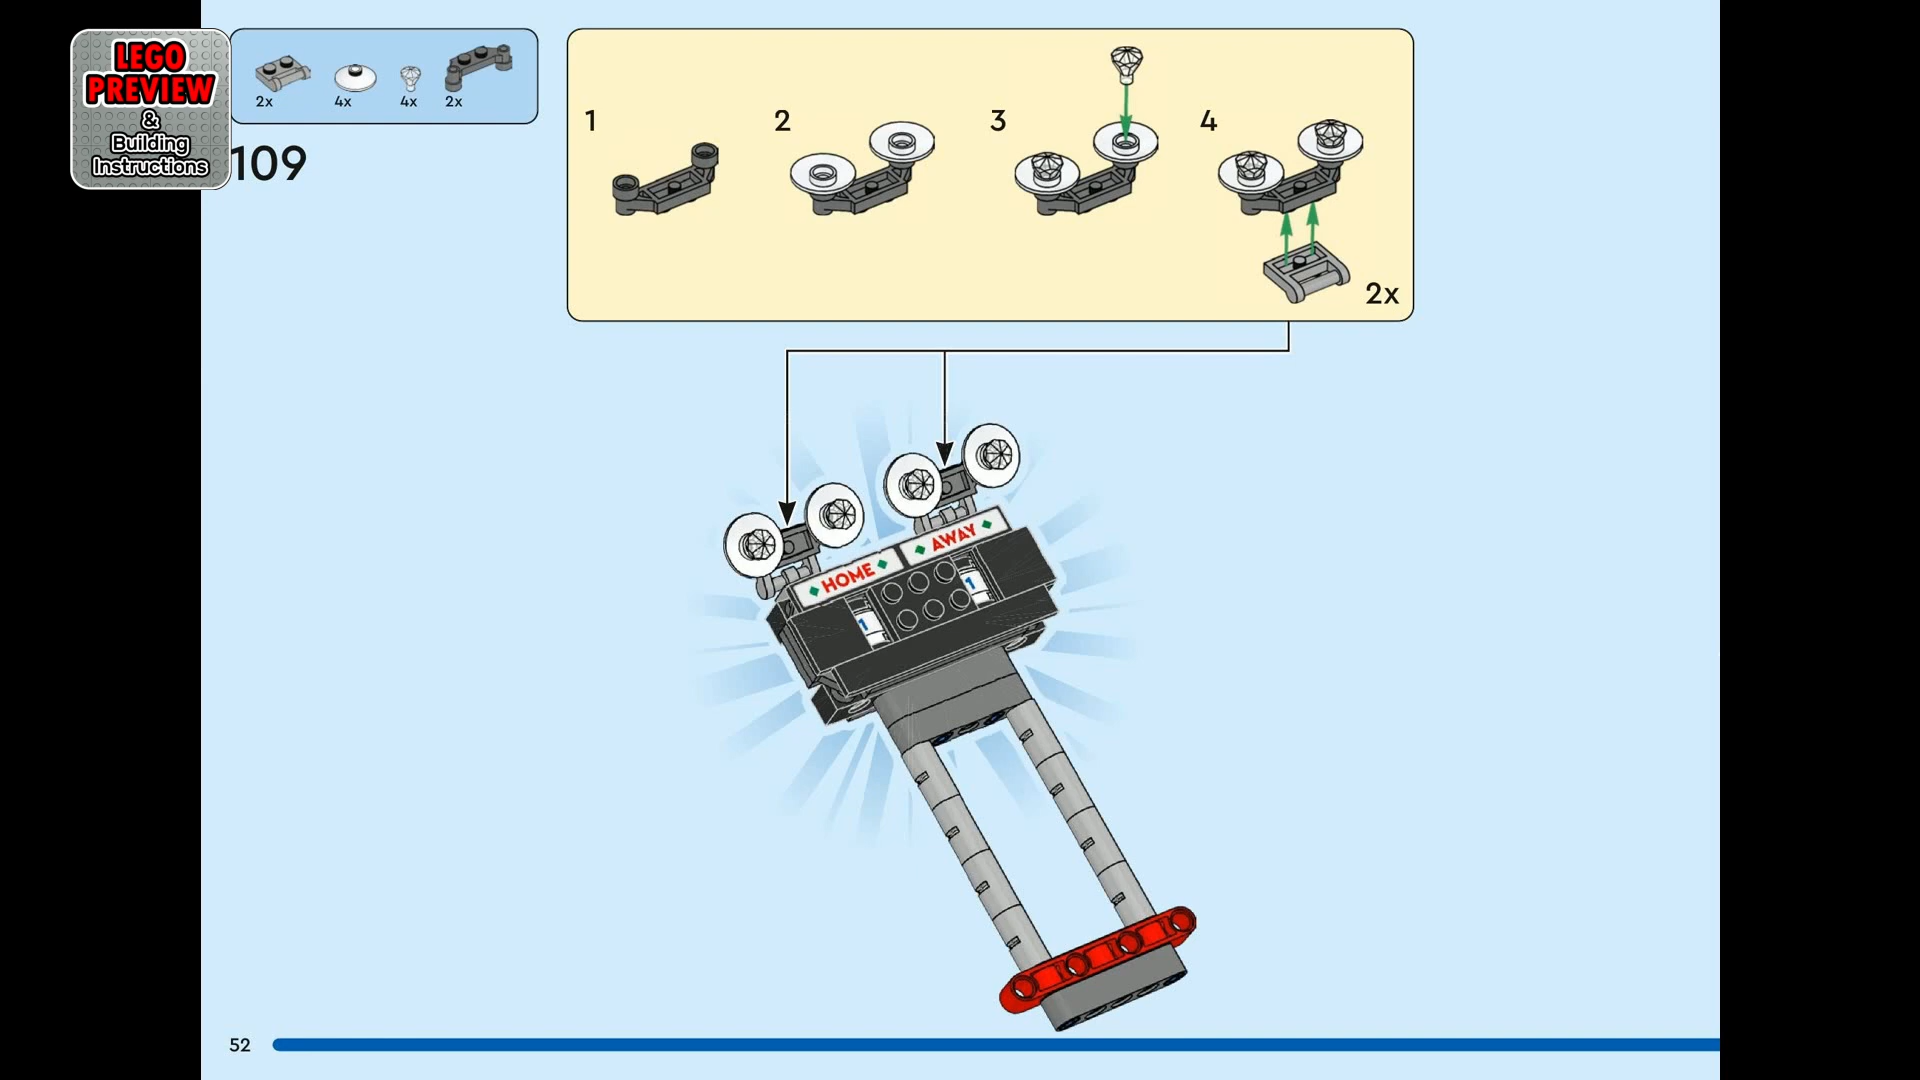 LEGO
PREVIEW
&
Building
Instructions
2x
4x
4x
2x
109
1
2
3
4
2x
HOME
AWAY
1
1
52